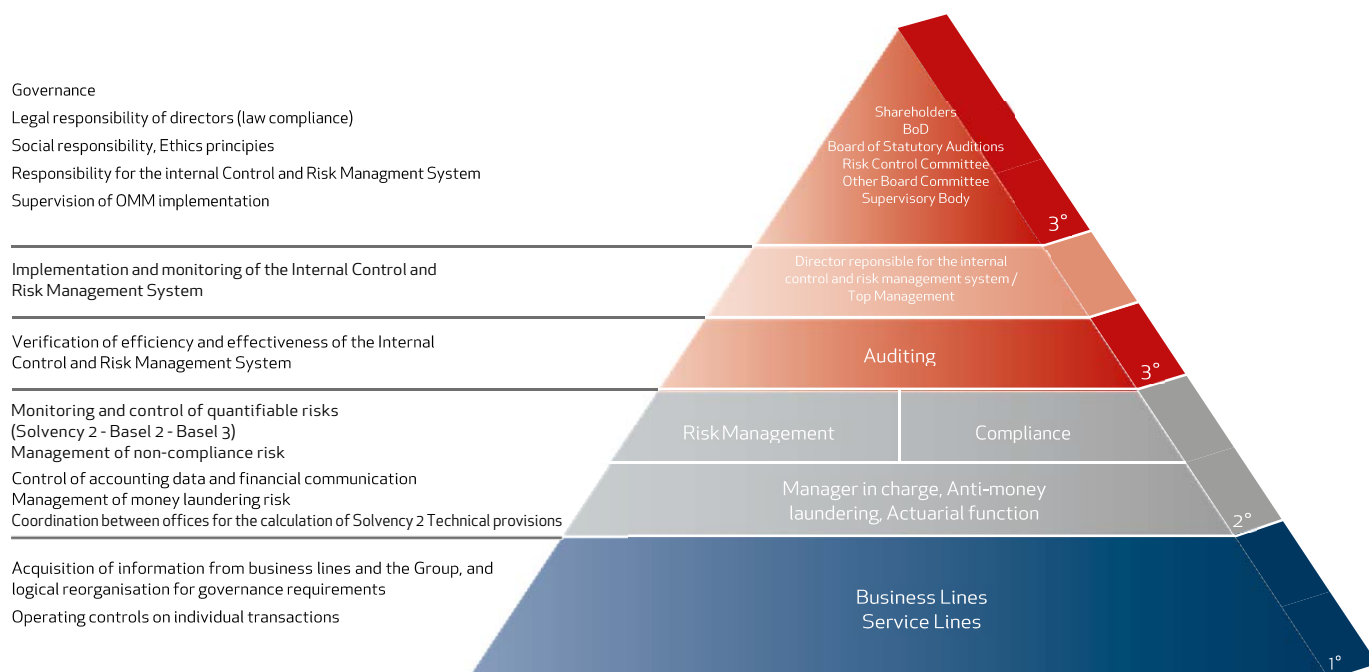 Governance
Legal responsibility of directors (law compliance)
Social responsibility, Ethics principies
Responsibility for the internal Control and Risk Managment System
Supervision of OMM implementation
Shareholders
BoD
Board of Statutory Auditions
Risk Control Committee
Other Board Committee
Supervisory Body
3°
Implementation and monitoring of the Internal Control and
Risk Management System
Director reponsible for the internal
control and risk management system /
Top Management
Verification of efficiency and effectiveness of the Internal
Control and Risk Management System
Auditing
3°
Monitoring and control of quantifiable risks
(Solvency 2 - Basel 2 - Basel 3)
Management of non-compliance risk
Risk Management
Compliance
Control of accounting data and financial communication
Management of money laundering risk
Coordination between offices for the calculation of Solvency 2 Technical provisions
Manager in charge, Anti-money
laundering, Actuarial function
2°
Acquisition of information from business lines and the Group, and
logical reorganisation for governance requirements
Operating controls on individual transactions
Business Lines
Service Lines
1°